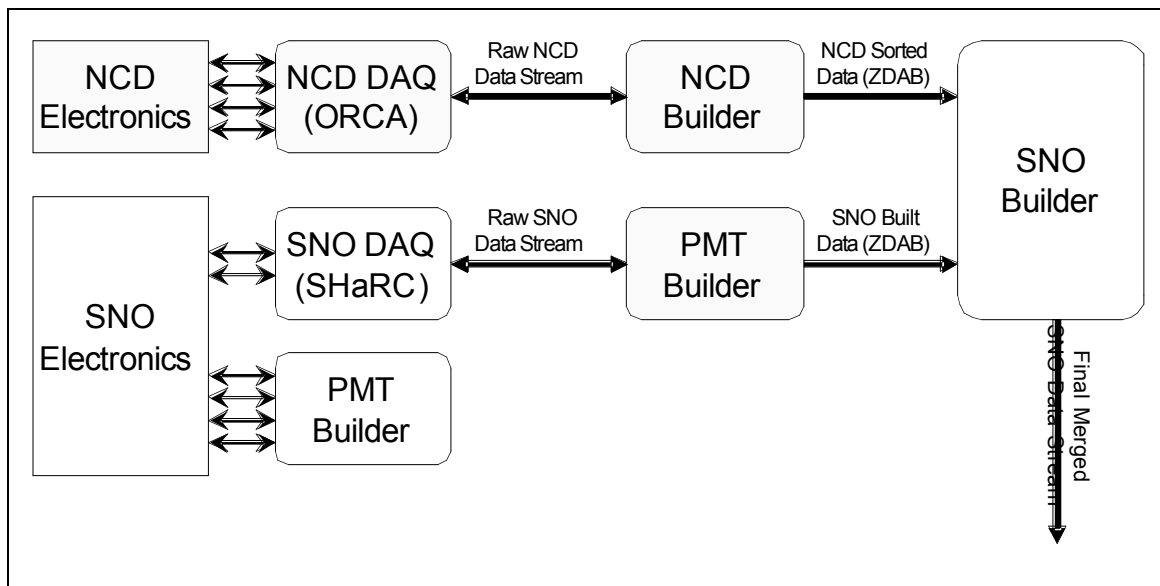 NCD
Electronics
NCD DAQ
(ORCA)
Raw NCD
Data Stream
NCD
Builder
NCD Sorted
Data (ZDAB)
SNO
Builder
SNO
Electronics
SNO DAQ
(SHaRC)
Raw SNO
Data Stream
PMT
Builder
SNO Built
Data (ZDAB)
PMT
Builder
Final Merged
SNO Data Stream